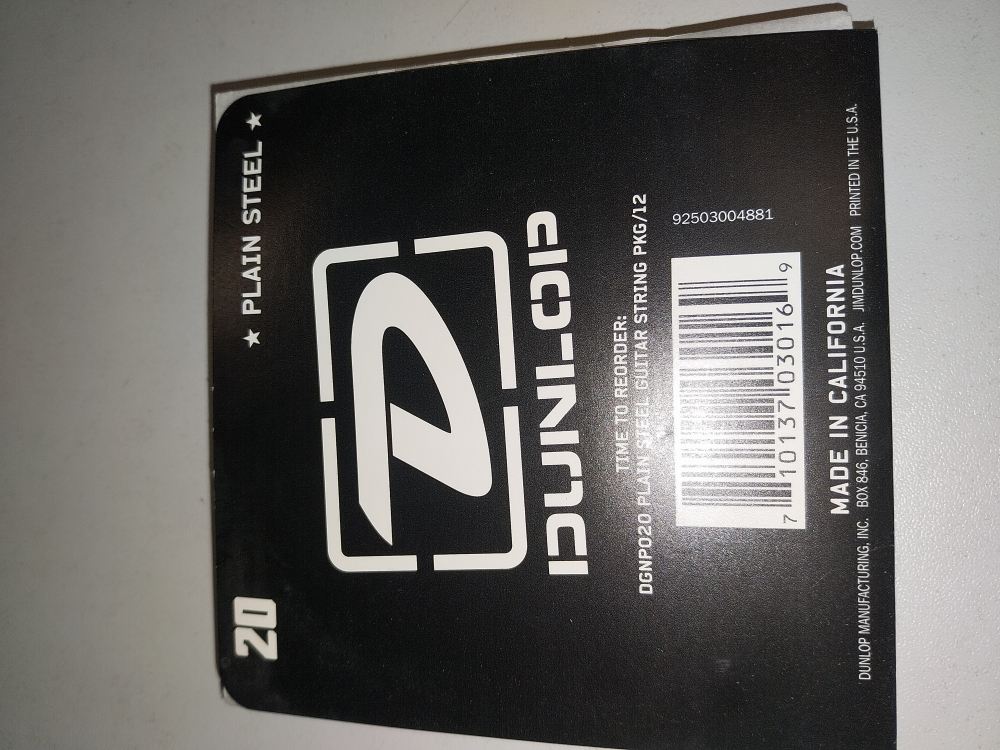 20
★ PLAIN STEEL ★
DUNLOP
TIME TO REORDER:
DGNP020 PLAIN STEEL GUITAR STRING PKG/12
92503004881
7 10137 03016 9
MADE IN CALIFORNIA
DUNLOP MANUFACTURING, INC. BOX 846, BENICIA, CA 94510 U.S.A. JIMDUNLOP.COM PRINTED IN THE U.S.A.